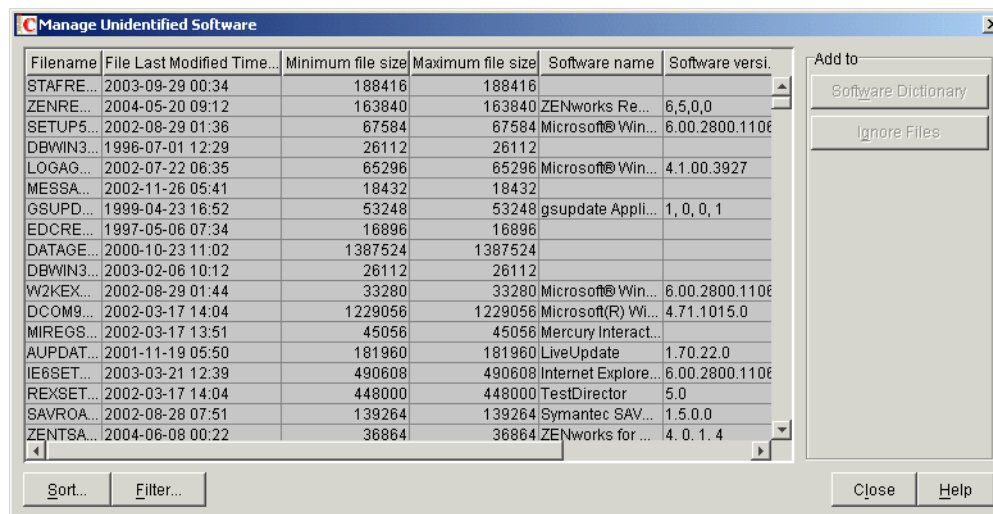 Manage Unidentified Software
Filename File Last Modified Time... Minimum file size Maximum file size Software name Software versi.
STAFRE... 2003-09-29 00:34 188416 188416
ZENRE... 2004-05-20 09:12 163840 163840 ZENworks Re... 6,5,0,0
SETUP5... 2002-08-29 01:36 67584 67584 Microsoft® Win... 6.00.2800.1106
DBWIN3... 1996-07-01 12:29 26112 26112
LOGAG... 2002-07-22 06:35 65296 65296 Microsoft® Win... 4.1.00.3927
MESSA... 2002-11-26 05:41 18432 18432
GSUPD... 1999-04-23 16:52 53248 53248 gsupdate Appli... 1, 0, 0, 1
EDCRE... 1997-05-06 07:34 16896 16896
DATAGE... 2000-10-23 11:02 1387524 1387524
DBWIN3... 2003-02-06 10:12 26112 26112
W2KEX... 2002-08-29 01:44 33280 33280 Microsoft® Win... 6.00.2800.1106
DCOM9... 2002-03-17 14:04 1229056 1229056 Microsoft(R) Wi... 4.71.1015.0
MIREGS... 2002-03-17 13:51 45056 45056 Mercury Interact...
AUPDAT... 2001-11-19 05:50 181960 181960 LiveUpdate 1.70.22.0
IE6SET... 2003-03-21 12:39 490608 490608 Internet Explore... 6.00.2800.1106
REXSET... 2002-03-17 14:04 448000 448000 TestDirector 5.0
SAVROA... 2002-08-28 07:51 139264 139264 Symantec SAV... 1.5.0.0
ZENTSA... 2004-06-08 00:22 36864 36864 ZENworks for ... 4. 0. 1. 4
Add to
Software Dictionary
Ignore Files
Sort... Filter... Close Help